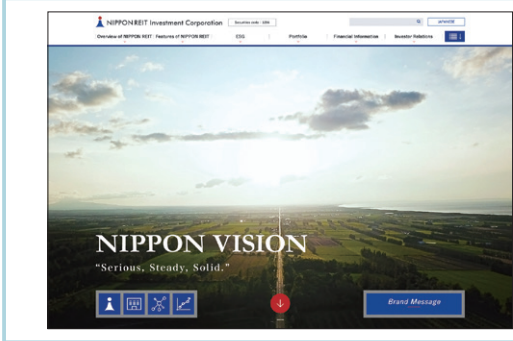 NIPPON REIT Investment Corporation
Securities code : 3296
Overview of NIPPON REIT
Features of NIPPON REIT
ESG
Portfolio
Financial Information
Investor Relations
NIPPON VISION
"Serious, Steady, Solid."
Brand Message